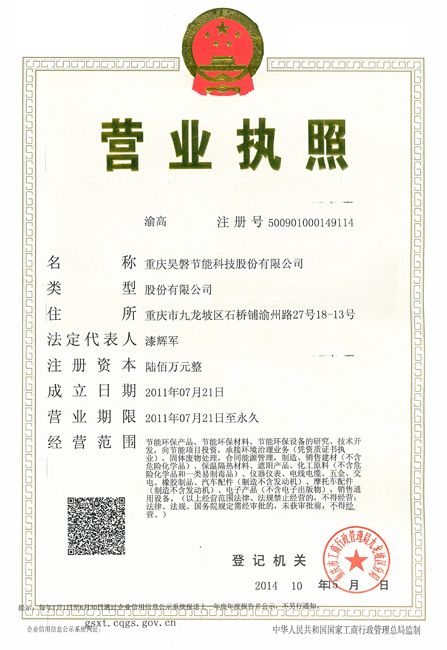 营业执照
渝高 注册号 500901000149114
名称 重庆昊磐节能科技股份有限公司
类型 股份有限公司
住所 重庆市九龙坡区石桥铺渝州路27号18-13号
法定代表人 漆辉军
注册资本 陆佰万元整
成立日期 2011年07月21日
营业期限 2011年07月21日至永久
经营范围 节能环保产品、节能环保材料、节能环保设备的研究、技术开
发，向节能项目投资，承接环境治理业务（凭资质证书执
业），固体废物处理，合同能源管理，制造、销售建材（不含
危险化学品）、保温隔热材料、遮阳产品、化工原料（不含危
险化学品和一类易制毒品）、仪器仪表、电线电缆、五金、交
电、橡胶制品、汽车配件（制造不含发动机）、摩托车配件
（制造不含发动机）、电子产品（不含电子出版物），销售通
用设备。（以上经营范围法律、法规禁止经营的，不得经营；
法律、法规、国务院规定需经审批的，未获审批前，不得经
营。）
登记机关
2014 10 月 日
提示：每年1月1日至6月30日通过企业信用信息公示系统报送上一年度年度报告并公示，不另行通知。
gsxt.cqgs.gov.cn
企业信用信息公示系统网址：
中华人民共和国国家工商行政管理总局监制